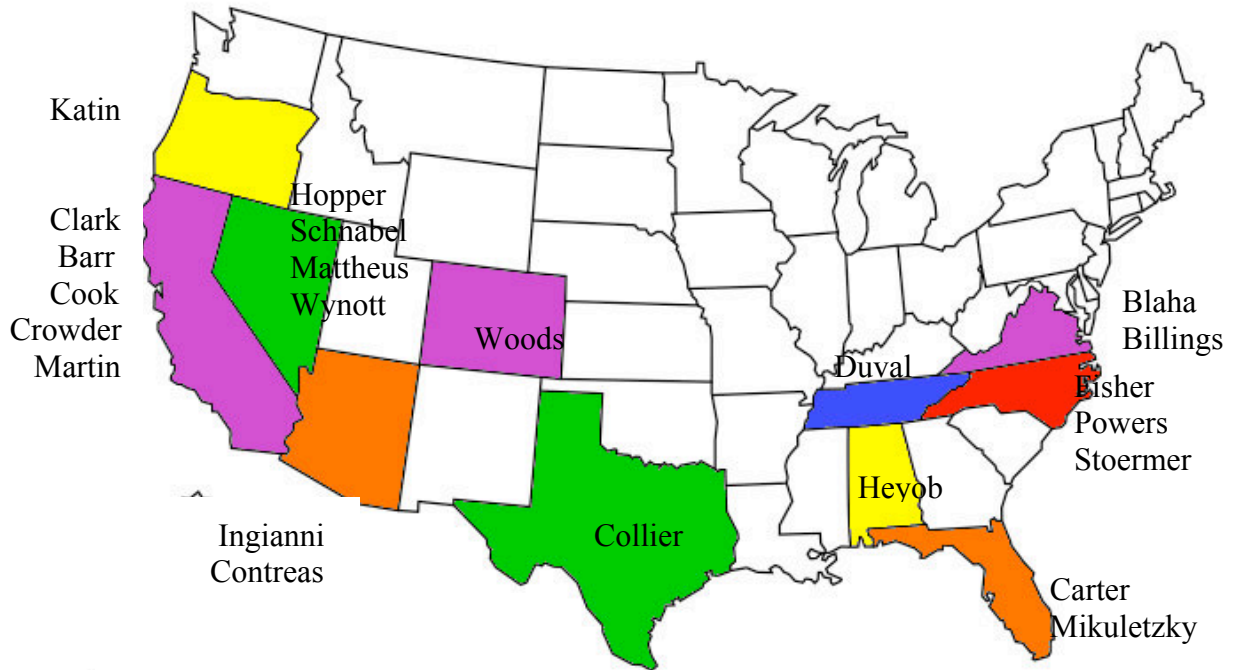 Katin
Hopper
Schnabel
Mattheus
Wynott
Clark
Barr
Cook
Crowder
Martin
Woods
Blaha
Billings
Duval
Fisher
Powers
Stoermer
Heyob
Ingianni
Contreas
Collier
Carter
Mikuletzky